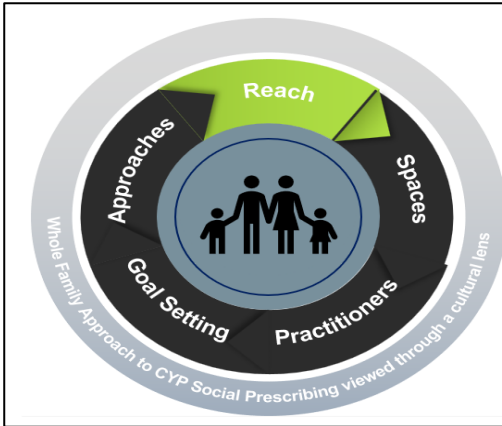 Reach
Spaces
Practitioners
Goal Setting
Approaches
Whole Family Approach to CYP Social Prescribing viewed through a cultural lens